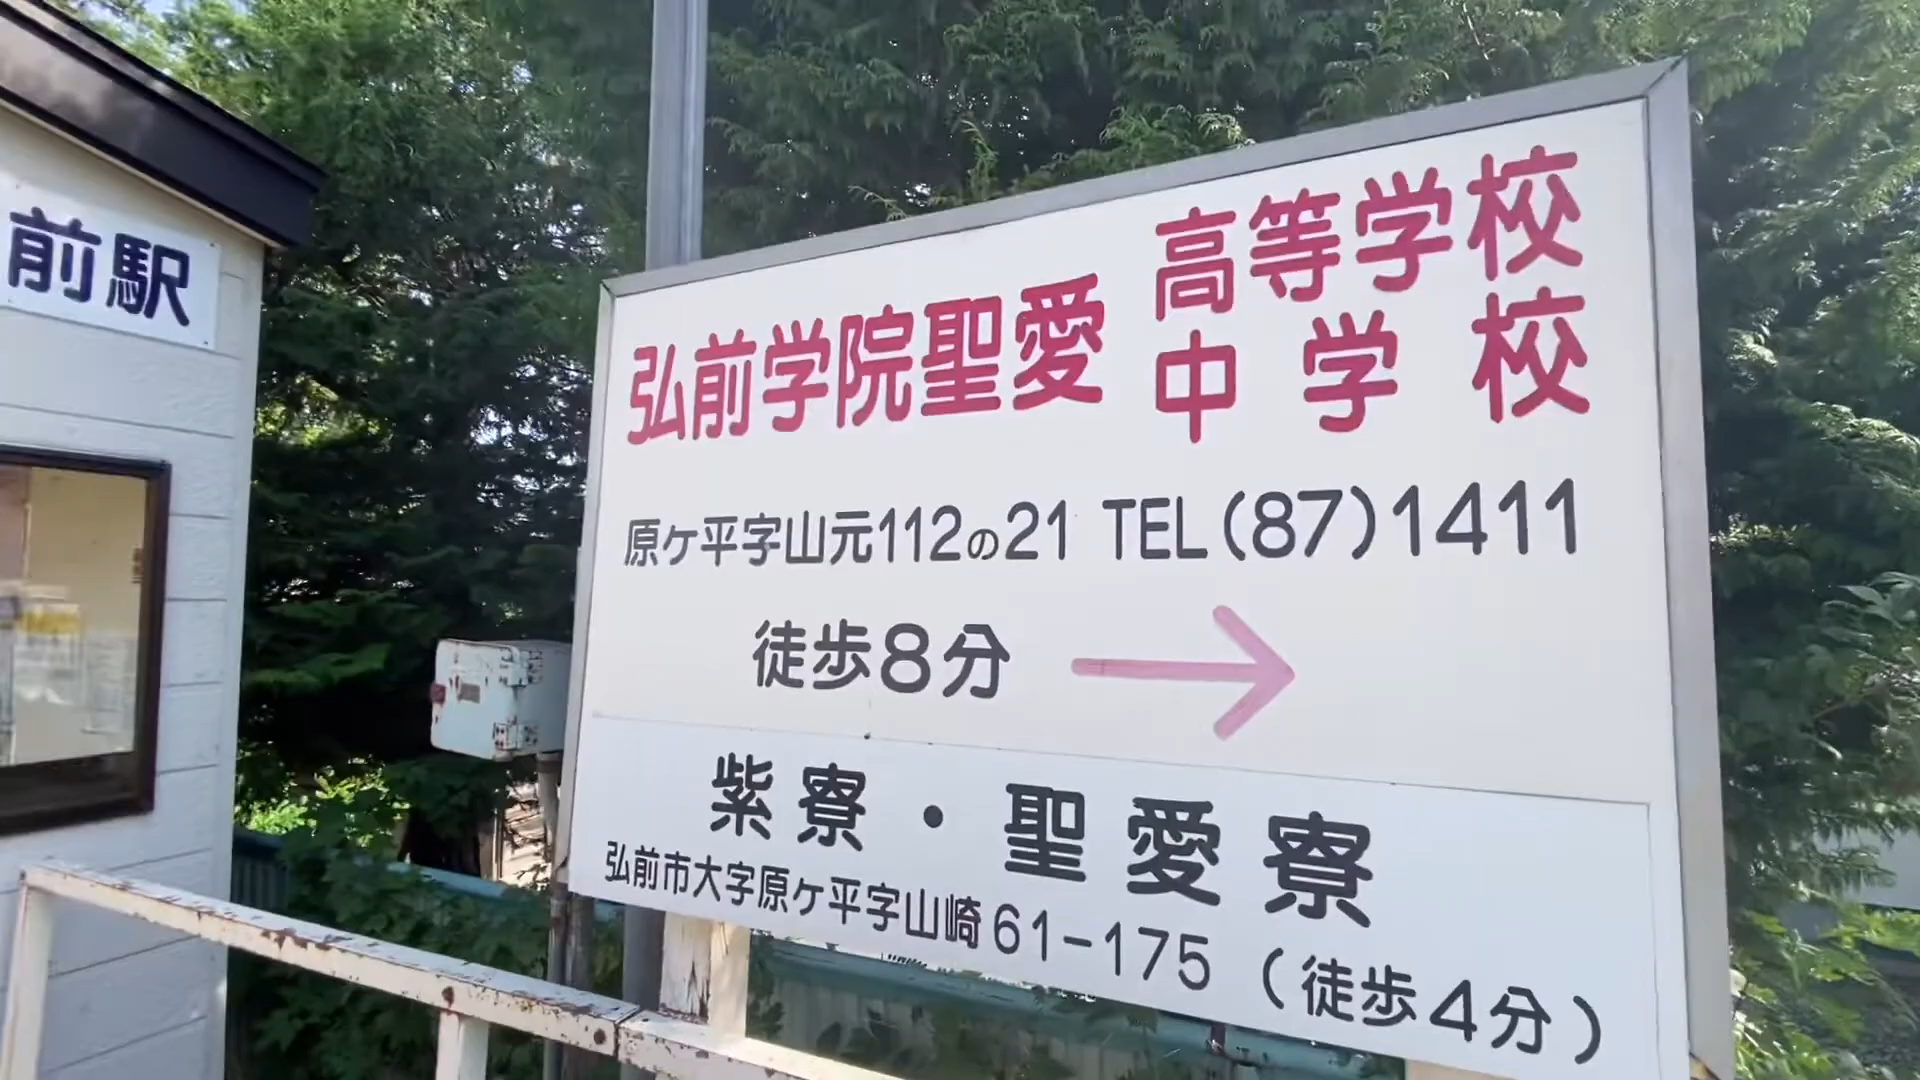 前駅
弘前学院聖愛 高等学校
中学校
原ケ平字山元112の21 TEL(87)1411
徒歩8分 →
紫寮・聖愛寮
弘前市大字原ケ平字山崎61-175 (徒歩4分)